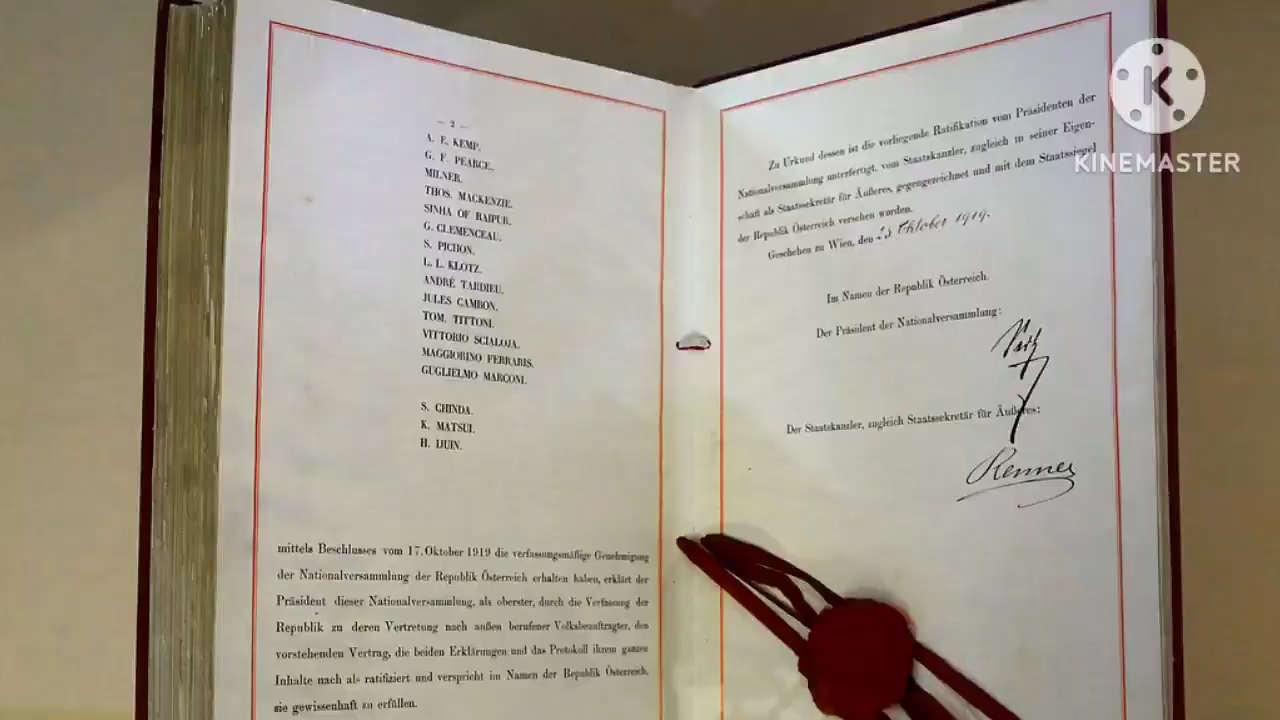 — 2 —
A. E. KEMP.
G. F. PEARCE.
MILNER.
THOS. MACKENZIE.
SINHA OF RAIPUR.
G. CLEMENCEAU.
S. PICHON.
L. L. KLOTZ.
ANDRÉ TARDIEU.
JULES CAMBON.
TOM. TITTONI.
VITTORIO SCIALOJA.
MAGGIORINO FERRARIS.
GUGLIELMO MARCONI.
S. CHINDA.
K. MATSUI.
H. IJUIN.
mittels Beschlusses vom 17. Oktober 1919 die verfassungsmäßige Genehmigung
der Nationalversammlung der Republik Österreich erhalten haben, erklärt der
Präsident dieser Nationalversammlung, als oberster, durch die Verfassung der
Republik zu deren Vertretung nach außen berufener Volksbeauftragter, den
vorstehenden Vertrag, die beiden Erklärungen und das Protokoll ihrem ganzen
Inhalte nach als ratifiziert und verspricht im Namen der Republik Österreich,
sie gewissenhaft zu erfüllen.
Zu Urkund dessen ist die vorliegende Ratifikation vom Präsidenten der
Nationalversammlung unterfertigt, vom Staatskanzler, zugleich in seiner Eigen-
schaft als Staatssekretär für Äußeres, gegengezeichnet und mit dem Staatssiegel
der Republik Österreich versehen worden.
Geschehen zu Wien, den Oktober 1919.
Im Namen der Republik Österreich.
Der Präsident der Nationalversammlung:
Der Staatskanzler, zugleich Staatssekretär für Äußeres:
Renner
K
KINEMASTER